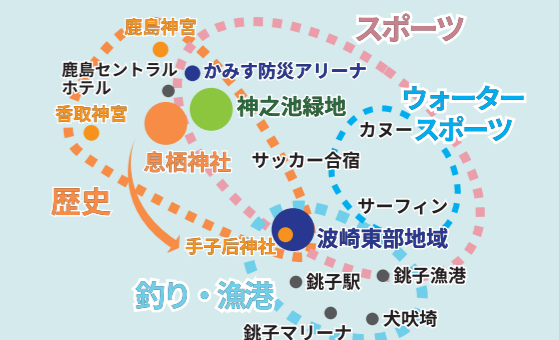 鹿島神宮
スポーツ
鹿島セントラル
ホテル
かみす防災アリーナ
香取神宮
神之池緑地
ウォーター
スポーツ
カヌー
息栖神社
サッカー合宿
歴史
サーフィン
手子后神社
波崎東部地域
釣り・漁港
銚子駅
銚子漁港
銚子マリーナ
犬吠埼